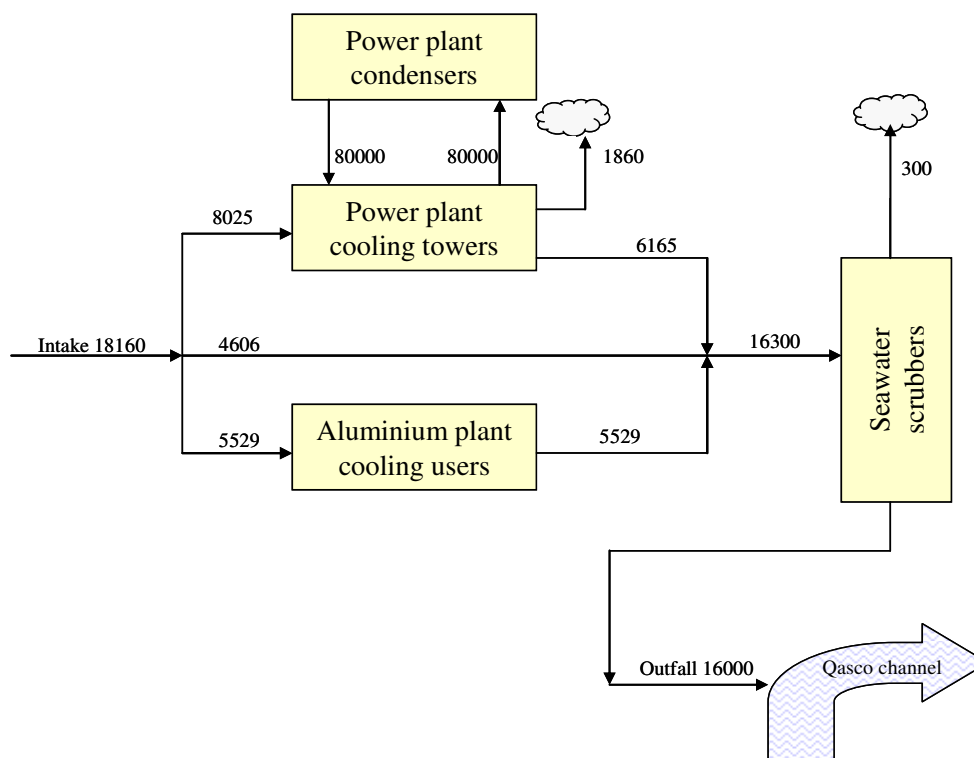 Power plant
condensers
80000
80000
1860
300
8025
Power plant
cooling towers
6165
Intake 18160
4606
16300
Seawater
scrubbers
5529
Aluminium plant
cooling users
5529
Outfall 16000
Qasco channel